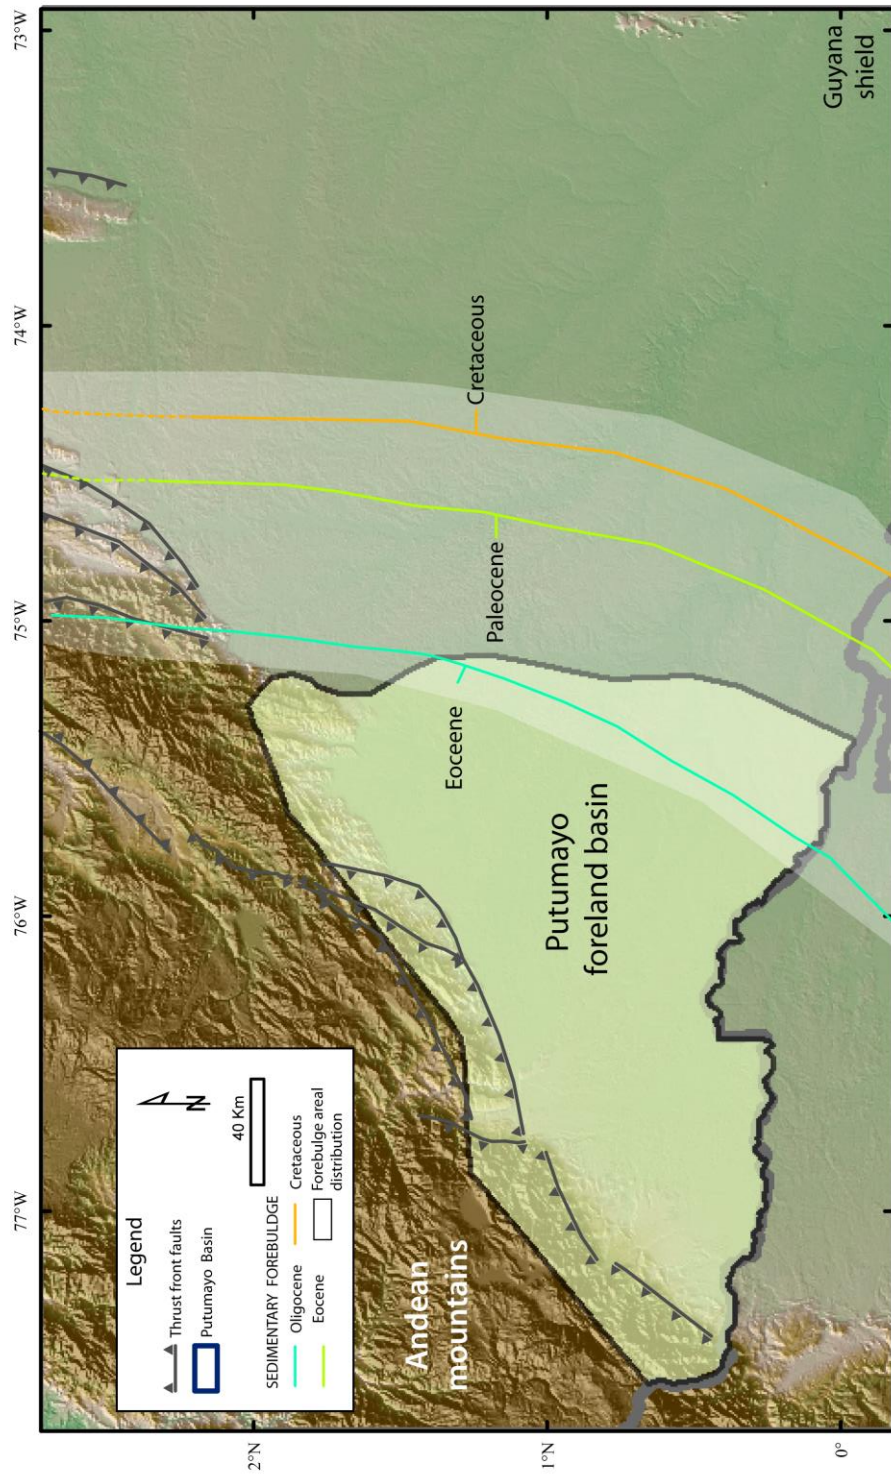 73°W
74°W
75°W
76°W
77°W
2°N
1°N
0°
Guyana
shield
Cretaceous
Paleocene
Eoceene
Putumayo
foreland basin
Andean
mountains
Legend
Thrust front faults
Putumayo Basin
N
40 Km
SEDIMENTARY FOREBULDGE
Oligocene
Cretaceous
Eocene
Forebulge areal
distribution